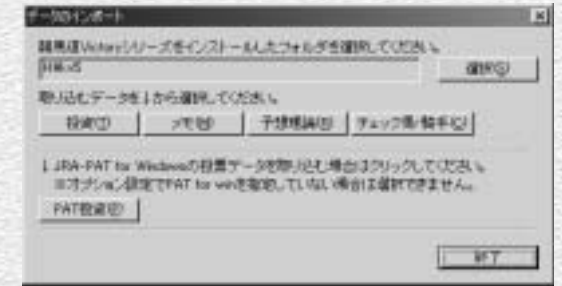 データのインポート
競馬道Victoryシリーズをインストールしたフォルダを選択してください。
選択(G)
取り込むデータを↓から選択してください。
投資(T) メモ(M) 予想理論(B) チェック馬・騎手(K)
↓JRA-PAT for Windowsの投票データを取り込む場合はクリックしてください。
※オプション設定でPAT for winを指定していない場合は選択できません。
PAT投資(P)
終了